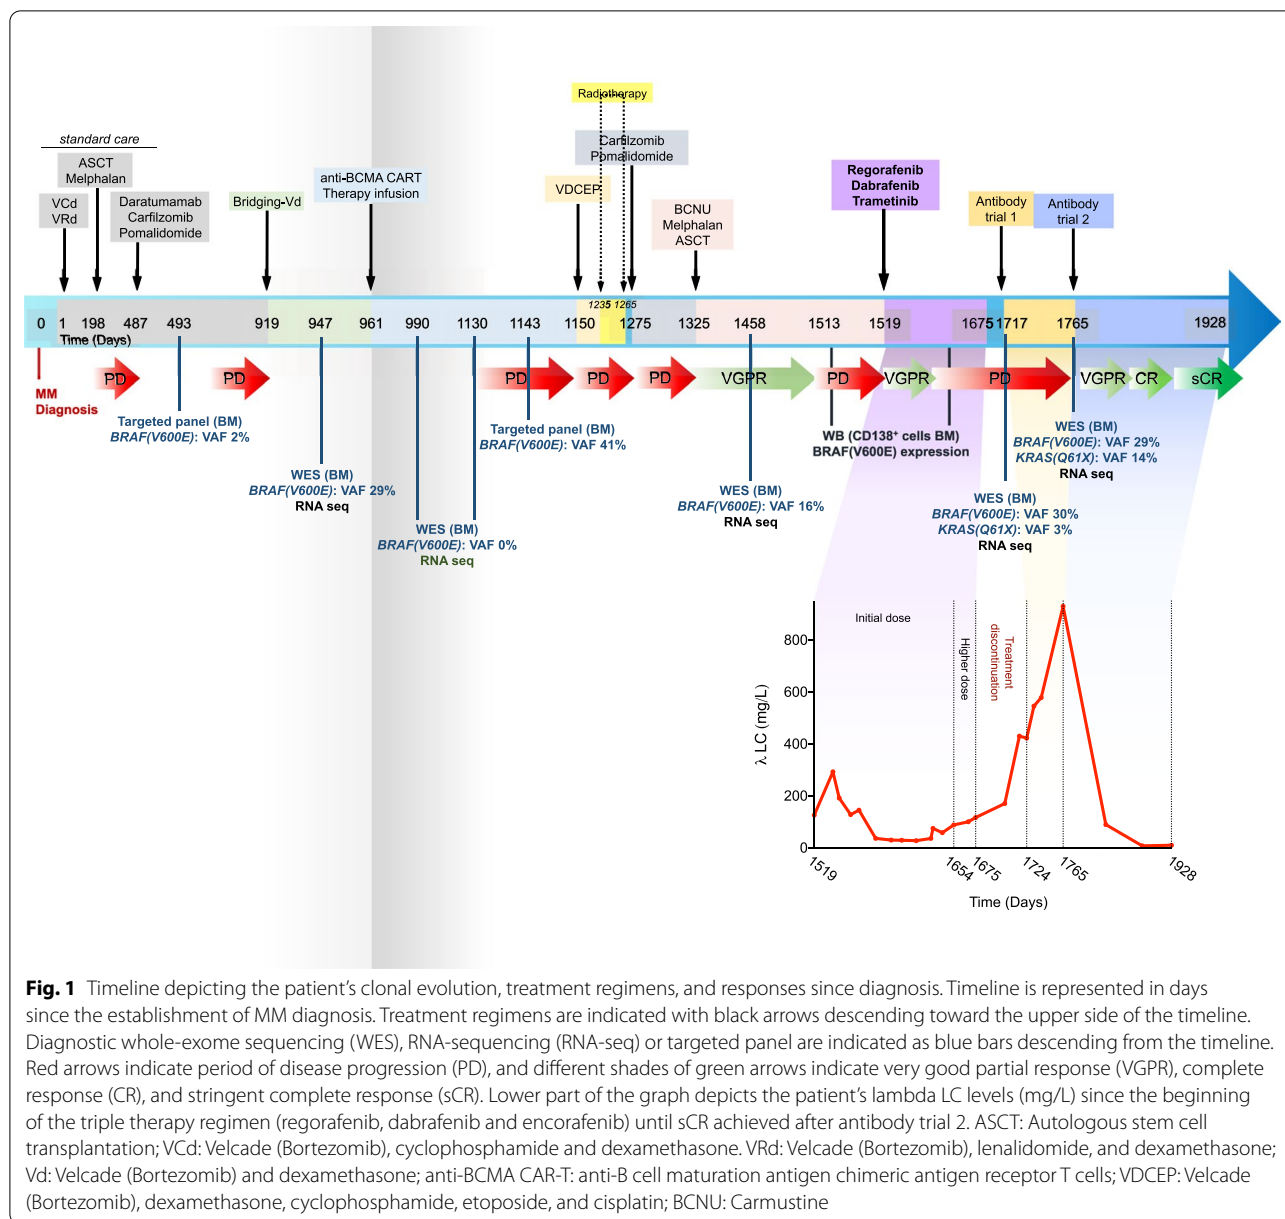 Radiotherapy
standard care
ASCT
Melphalan
VCd
VRd
Daratumamab
Carfilzomib
Pomalidomide
Bridging-Vd
anti-BCMA CART
Therapy infusion
VDCEP
Carfilzomib
Pomalidomide
BCNU
Melphalan
ASCT
Regorafenib
Dabrafenib
Trametinib
Antibody
trial 1
Antibody
trial 2
1235 1265
0 1 198 487 493 919 947 961 990 1130 1143 1150 1275 1325 1458 1513 1519 1675 1717 1765 1928
Time (Days)
MM
Diagnosis
PD PD PD PD PD VGPR PD VGPR PD VGPR CR sCR
Targeted panel (BM)
BRAF(V600E): VAF 2%
WES (BM)
BRAF(V600E): VAF 29%
RNA seq
WES (BM)
BRAF(V600E): VAF 0%
RNA seq
Targeted panel (BM)
BRAF(V600E): VAF 41%
WES (BM)
BRAF(V600E): VAF 16%
RNA seq
WB (CD138⁺ cells BM)
BRAF(V600E) expression
WES (BM)
BRAF(V600E): VAF 30%
KRAS(Q61X): VAF 3%
RNA seq
WES (BM)
BRAF(V600E): VAF 29%
KRAS(Q61X): VAF 14%
RNA seq
Initial dose
Higher dose
Treatment
discontinuation
λ LC (mg/L)
800
600
400
200
0
1519 1654 1675 1724 1765 1928
Time (Days)
Fig. 1 Timeline depicting the patient's clonal evolution, treatment regimens, and responses since diagnosis. Timeline is represented in days
since the establishment of MM diagnosis. Treatment regimens are indicated with black arrows descending toward the upper side of the timeline.
Diagnostic whole-exome sequencing (WES), RNA-sequencing (RNA-seq) or targeted panel are indicated as blue bars descending from the timeline.
Red arrows indicate period of disease progression (PD), and different shades of green arrows indicate very good partial response (VGPR), complete
response (CR), and stringent complete response (sCR). Lower part of the graph depicts the patient's lambda LC levels (mg/L) since the beginning
of the triple therapy regimen (regorafenib, dabrafenib and encorafenib) until sCR achieved after antibody trial 2. ASCT: Autologous stem cell
transplantation; VCd: Velcade (Bortezomib), cyclophosphamide and dexamethasone. VRd: Velcade (Bortezomib), lenalidomide, and dexamethasone;
Vd: Velcade (Bortezomib) and dexamethasone; anti-BCMA CAR-T: anti-B cell maturation antigen chimeric antigen receptor T cells; VDCEP: Velcade
(Bortezomib), dexamethasone, cyclophosphamide, etoposide, and cisplatin; BCNU: Carmustine